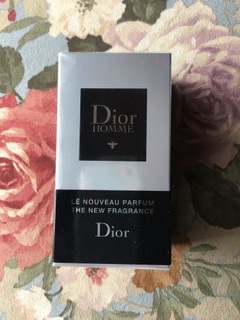 Dior
HOMME
LE NOUVEAU PARFUM
THE NEW FRAGRANCE
Dior